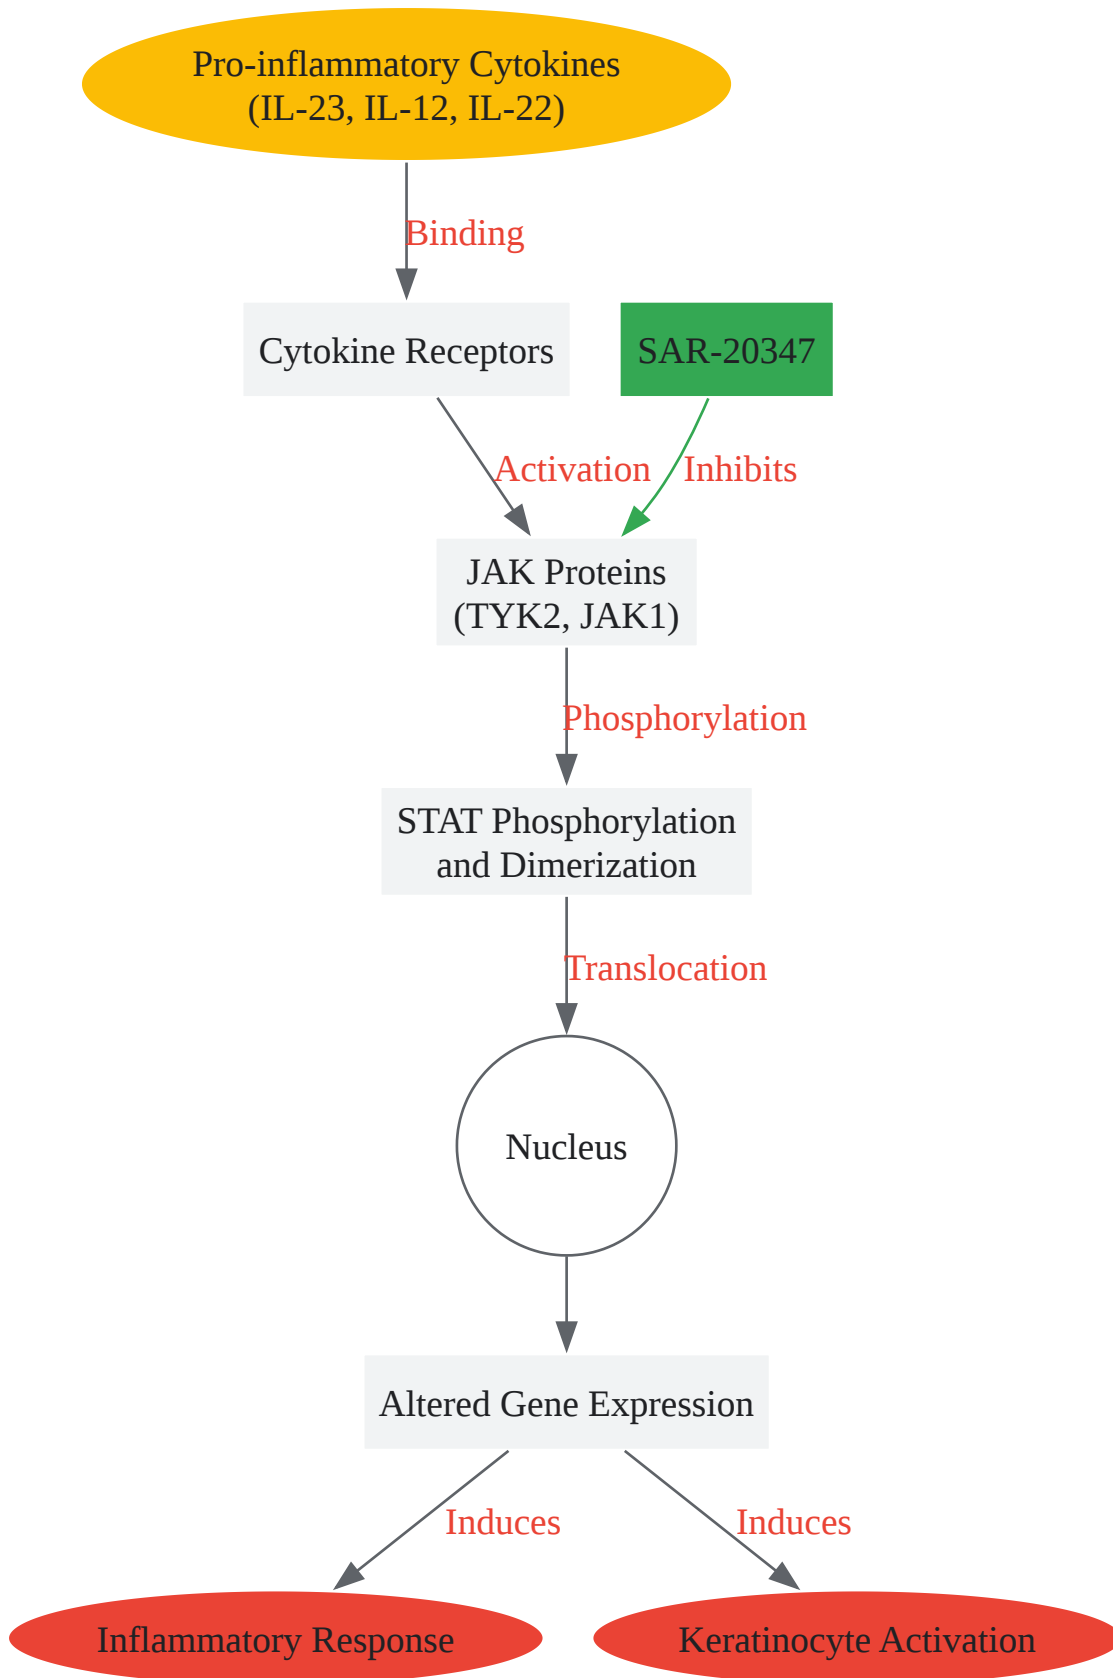 Pro-inflammatory Cytokines
(IL-23, IL-12, IL-22)
Binding
Cytokine Receptors
SAR-20347
Activation
Inhibits
JAK Proteins
(TYK2, JAK1)
Phosphorylation
STAT Phosphorylation
and Dimerization
Translocation
Nucleus
Altered Gene Expression
Induces
Induces
Inflammatory Response
Keratinocyte Activation